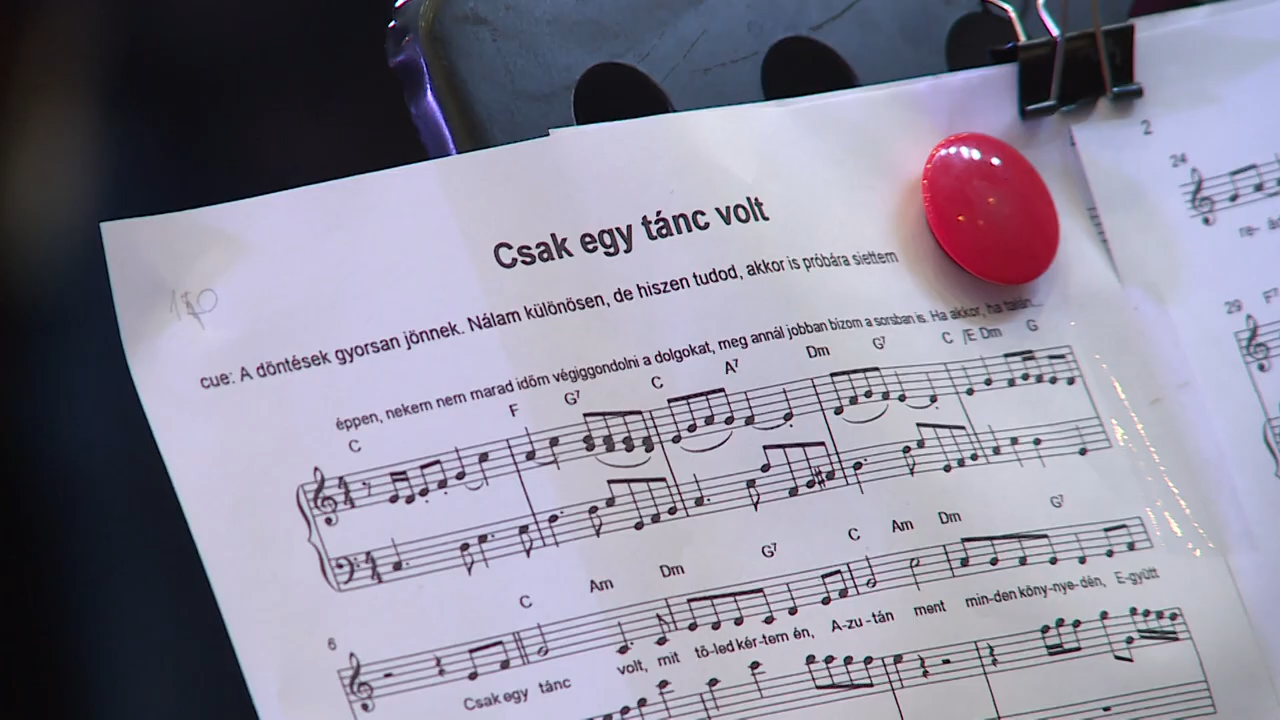 Csak egy tánc volt
2
24
cue: A döntések gyorsan jönnek. Nálam különösen, de hiszen tudod, akkor is próbára siettem
éppen, nekem nem marad időm végiggondolni a dolgokat, meg annál jobban bízom a sorsban is. Ha akkor, ha talán...
29 F7
C F G7 C A7 Dm G7 C /E Dm G
C Am Dm G7 C Am Dm G7
6
Csak egy tánc volt, mit tő-led kér-tem én, A-zu-tán ment min-den köny-nye-dén, E-gyütt